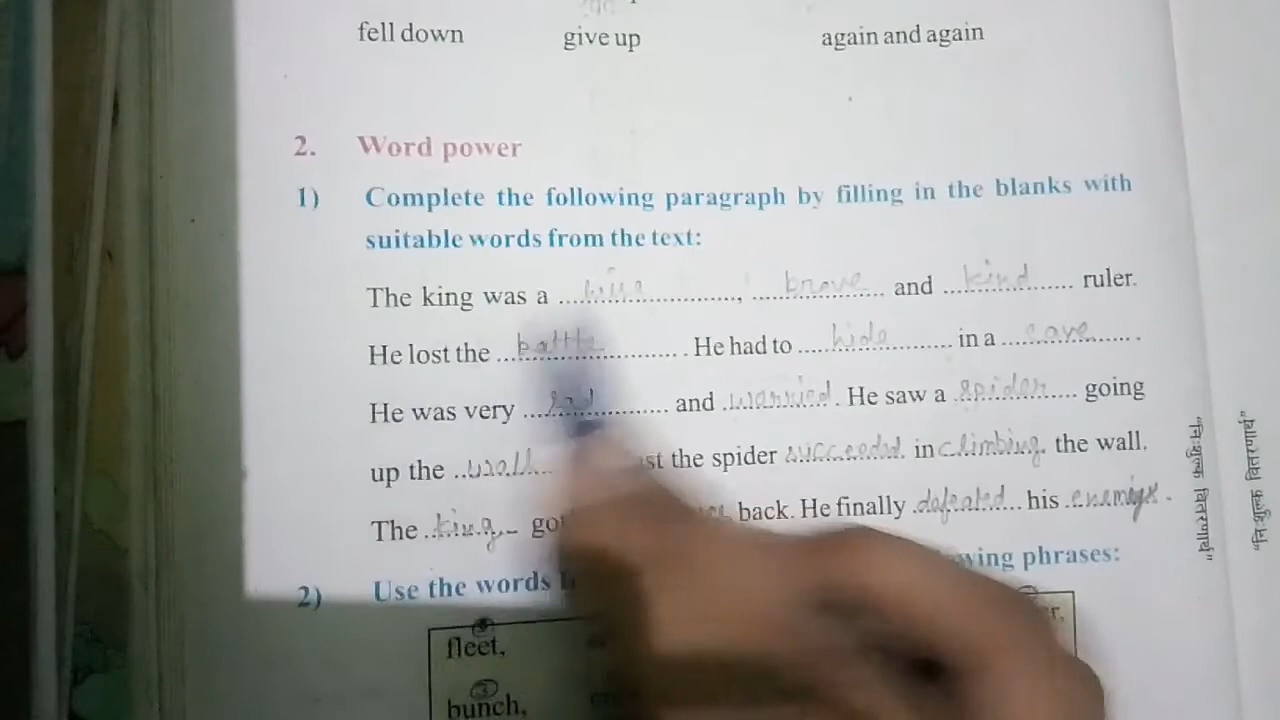 fell down give up again and again
2. Word power
1) Complete the following paragraph by filling in the blanks with
suitable words from the text:
The king was a ..................., brave and kind ruler.
He lost the battle. He had to hide in a cave.
He was very sad and worried. He saw a spider going
up the wall st the spider succeeded in climbing the wall.
The king got back. He finally defeated his
2) Use the words wing phrases:
fleet, r,
bunch,
"नि:शुल्क वितरणार्थ"
"नि:शुल्क वितरणार्थ"